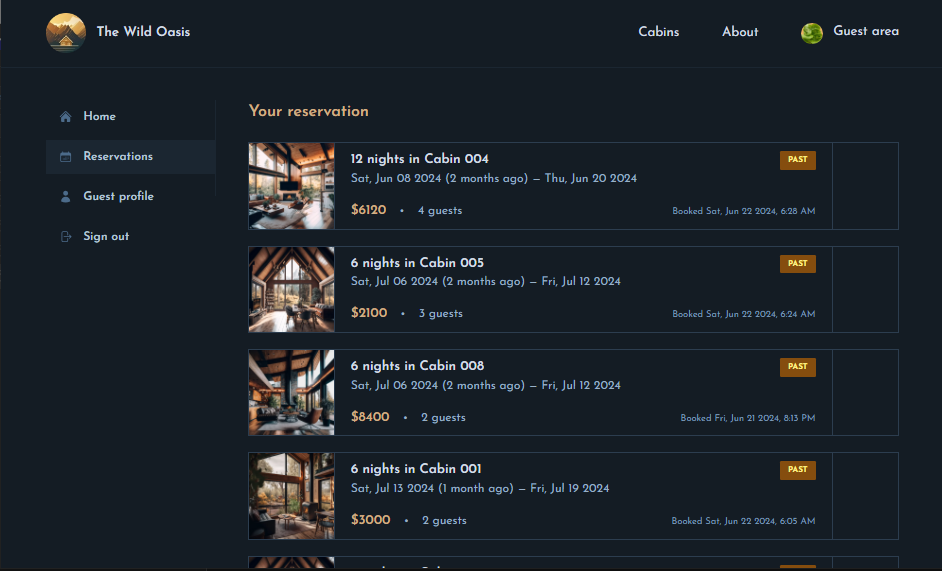 The Wild Oasis
Cabins
About
Guest area
Home
Reservations
Guest profile
Sign out
Your reservation
12 nights in Cabin 004
PAST
Sat, Jun 08 2024 (2 months ago) — Thu, Jun 20 2024
$6120 • 4 guests
Booked Sat, Jun 22 2024, 6:28 AM
6 nights in Cabin 005
PAST
Sat, Jul 06 2024 (2 months ago) — Fri, Jul 12 2024
$2100 • 3 guests
Booked Sat, Jun 22 2024, 6:24 AM
6 nights in Cabin 008
PAST
Sat, Jul 06 2024 (2 months ago) — Fri, Jul 12 2024
$8400 • 2 guests
Booked Fri, Jun 21 2024, 8:13 PM
6 nights in Cabin 001
PAST
Sat, Jul 13 2024 (1 month ago) — Fri, Jul 19 2024
$3000 • 2 guests
Booked Sat, Jun 22 2024, 6:05 AM